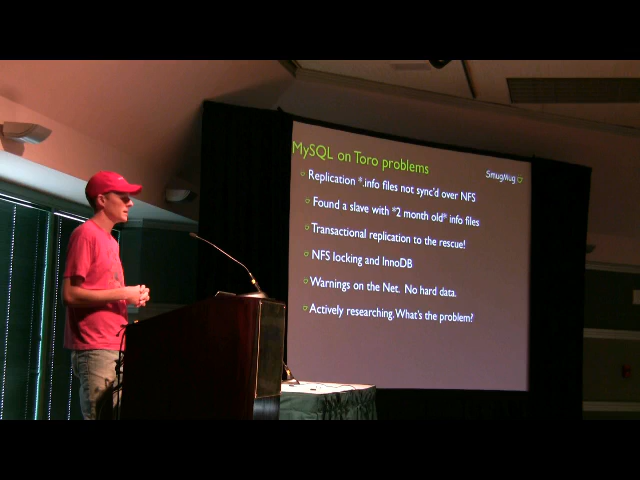 MySQL on Toro problems
SmugMug
Replication *.info files not sync'd over NFS
Found a slave with *2 month old* info files
Transactional replication to the rescue!
NFS locking and InnoDB
Warnings on the Net. No hard data.
Actively researching. What's the problem?